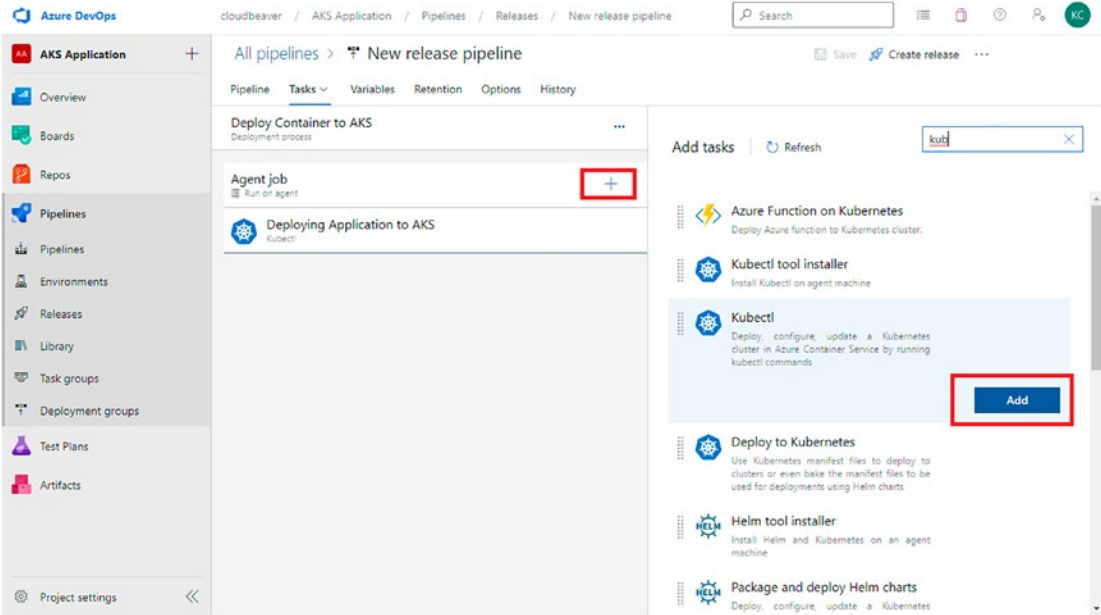 Azure DevOps
cloudbeaver / AKS Application / Pipelines / Releases / New release pipeline
Search
KC
AA
AKS Application
All pipelines > New release pipeline
Save
Create release
Overview
Pipeline
Tasks
Variables
Retention
Options
History
Boards
Deploy Container to AKS
Deployment process
Add tasks
Refresh
kub
Repos
Agent job
Run on agent
Pipelines
Deploying Application to AKS
Kubectl
Azure Function on Kubernetes
Deploy Azure function to Kubernetes cluster.
Pipelines
Environments
Kubectl tool installer
Install Kubectl on agent machine
Releases
Kubectl
Deploy, configure, update a Kubernetes
cluster in Azure Container Service by running
kubectl commands
Library
Task groups
Add
Deployment groups
Test Plans
Deploy to Kubernetes
Use Kubernetes manifest files to deploy to
clusters or even bake the manifest files to be
used for deployments using Helm charts
Artifacts
HELM
Helm tool installer
Install Helm and Kubernetes on an agent
machine
HELM
Package and deploy Helm charts
Deploy, configure, update a Kubernetes
Project settings